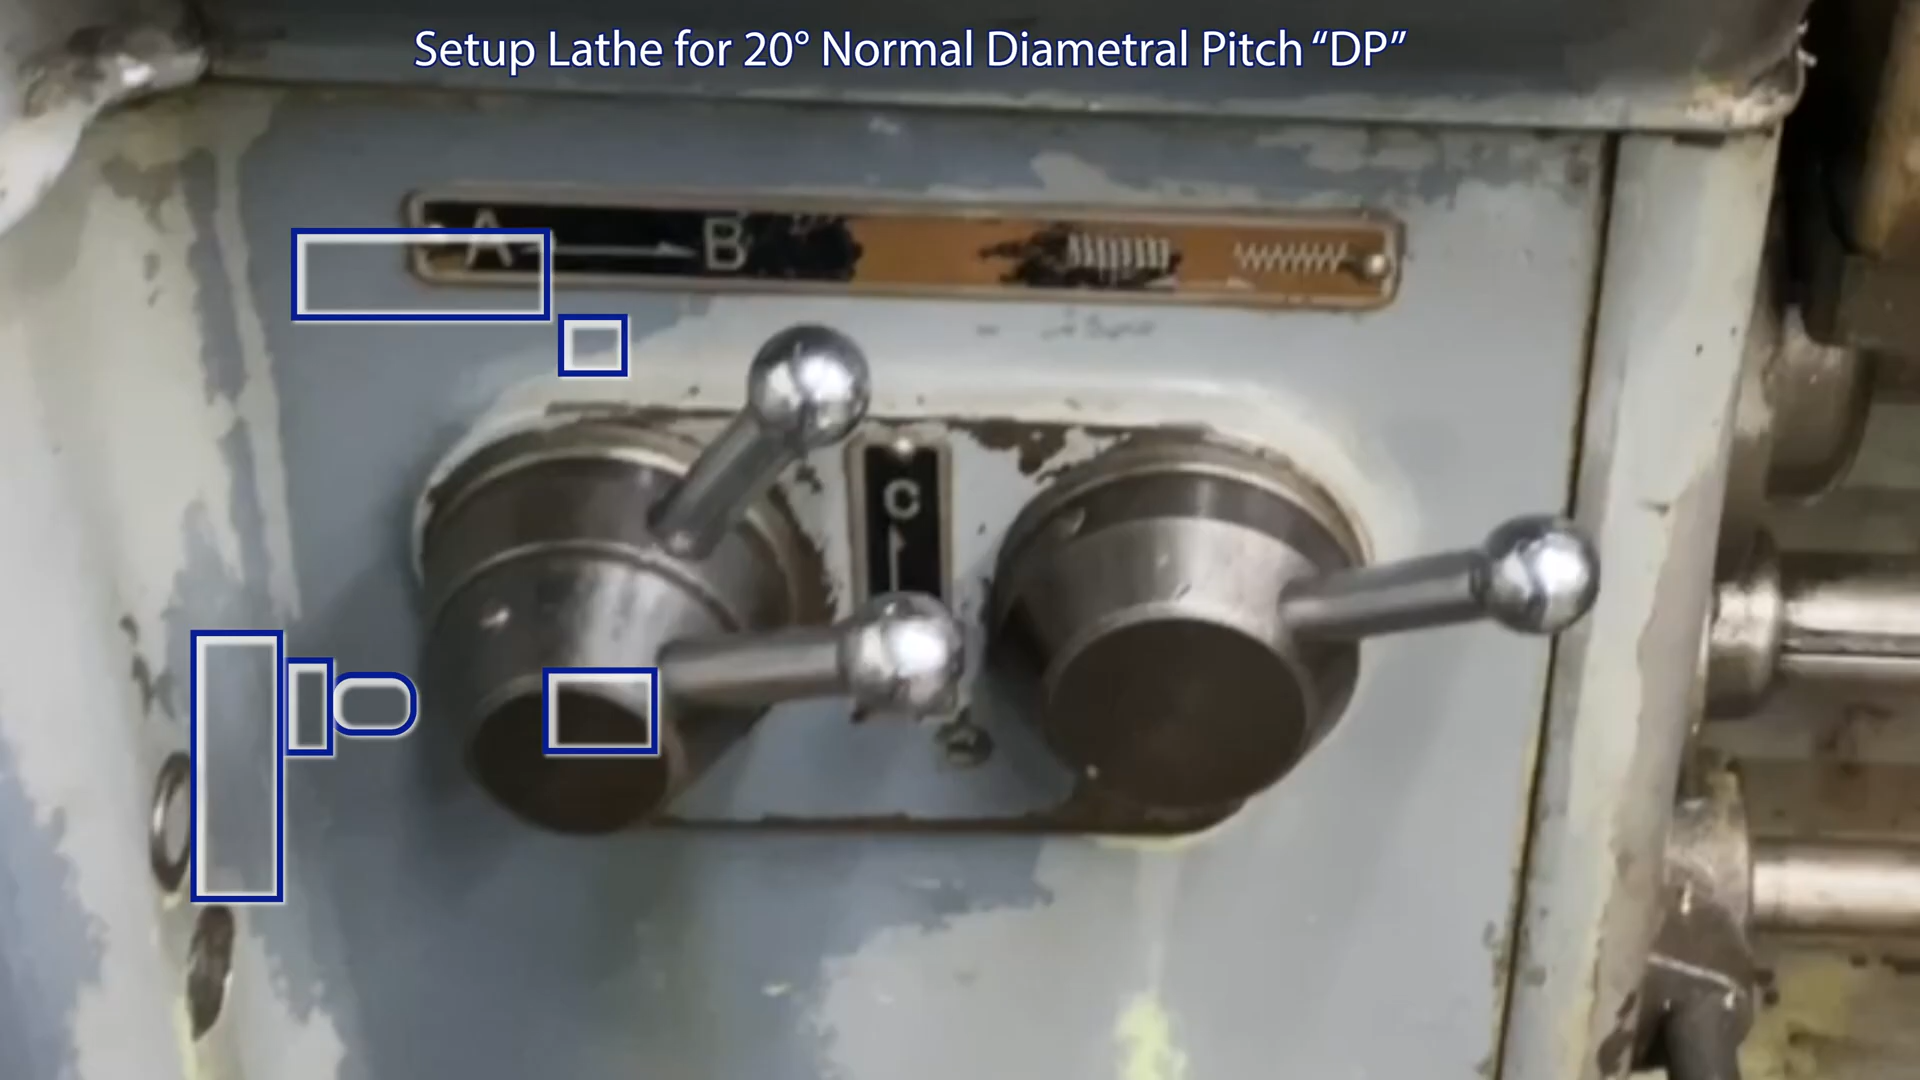 Setup Lathe for 20° Normal Diametral Pitch “DP”
A B
C